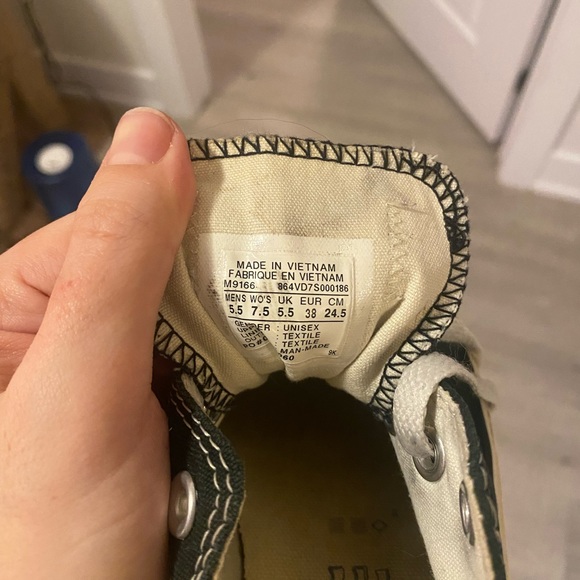 MADE IN VIETNAM
FABRIQUE EN VIETNAM
M9166 864VD7S000186
MENS WO'S UK EUR CM
5.5 7.5 5.5 38 24.5
: UNISEX
: TEXTILE
TEXTILE
MAN-MADE
9K